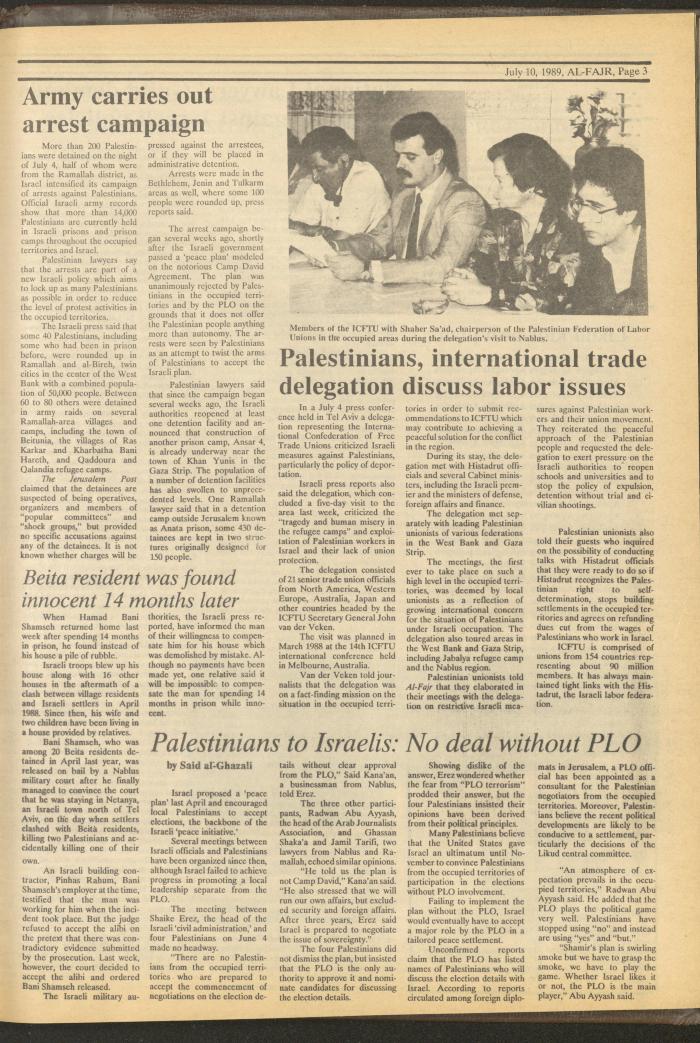 July 10, 1989, AL-FAJR, Page 3
Army carries out
arrest campaign
More than 200 Palestin-
ians were detained on the night
of July 4, half of whom were
from the Ramallah district, as
Israel intensified its campaign
of arrests against Palestinians.
Official Israeli army records
show that more than 14,000
Palestinians are currently held
in Israeli prisons and prison
camps throughout the occupied
territories and Israel.
Palestinian lawyers say
that the arrests are part of a
new Israeli policy which aims
to lock up as many Palestinians
as possible in order to reduce
the level of protest activities in
the occupied territories.
The Israeli press said that
some 40 Palestinians, including
some who had been in prison
before, were rounded up in
Ramallah and al-Bireh, twin
cities in the center of the West
Bank with a combined popula-
tion of 50,000 people. Between
60 to 80 others were detained
in army raids on several
Ramallah-area villages and
camps, including the town of
Beitunia, the villages of Ras
Karkar and Kharbatha Bani
Hareth, and Qaddoura and
Qalandia refugee camps.
The Jerusalem Post
claimed that the detainees are
suspected of being operatives,
organizers and members of
"popular committees" and
"shock groups," but provided
no specific accusations against
any of the detainees. It is not
known whether charges will be
pressed against the arrestees,
or if they will be placed in
administrative detention.
Arrests were made in the
Bethlehem, Jenin and Tulkarm
areas as well, where some 100
people were rounded up, press
reports said.
The arrest campaign be-
gan several weeks ago, shortly
after the Israeli government
passed a 'peace plan' modeled
on the notorious Camp David
Agreement. The plan was
unanimously rejected by Pales-
tinians in the occupied terri-
tories and by the PLO on the
grounds that it does not offer
the Palestinian people anything
more than autonomy. The ar-
rests were seen by Palestinians
as an attempt to twist the arms
of Palestinians to accept the
Israeli plan.
Palestinian lawyers said
that since the campaign began
several weeks ago, the Israeli
authorities reopened at least
one detention facility and an-
nounced that construction of
another prison camp, Ansar 4,
is already underway near the
town of Khan Yunis in the
Gaza Strip. The population of
a number of detention facilities
has also swollen to unprece-
dented levels. One Ramallah
lawyer said that in a detention
camp outside Jerusalem known
as Anata prison, some 430 de-
tainees are kept in two struc-
tures originally designed for
150 people.
Members of the ICFTU with Shaher Sa'ad, chairperson of the Palestinian Federation of Labor
Unions in the occupied areas during the delegation's visit to Nablus.
Palestinians, international trade
delegation discuss labor issues
In a July 4 press confer-
ence held in Tel Aviv a delega-
tion representing the Interna-
tional Confederation of Free
Trade Unions criticized Israeli
measures against Palestinians,
particularly the policy of depor-
tation.
Israeli press reports also
said the delegation, which con-
cluded a five-day visit to the
area last week, criticized the
"tragedy and human misery in
the refugee camps" and exploi-
tation of Palestinian workers in
Israel and their lack of union
protection.
The delegation consisted
of 21 senior trade union officials
from North America, Western
Europe, Australia, Japan and
other countries headed by the
ICFTU Secretary General John
van der Veken.
The visit was planned in
March 1988 at the 14th ICFTU
International conference held
in Melbourne, Australia.
Van der Veken told jour-
nalists that the delegation was
on a fact-finding mission on the
situation in the occupied terri-
tories in order to submit rec-
ommendations to ICFTU which
may contribute to achieving a
peaceful solution for the conflict
in the region.
During its stay, the dele-
gation met with Histadrut offi-
cials and several Cabinet minis-
ters, including the Israeli prem-
ier and the ministers of defense,
foreign affairs and finance.
The delegation met sep-
arately with leading Palestinian
unionists of various federations
in the West Bank and Gaza
Strip.
The meetings, the first
ever to take place on such a
high level in the occupied terri-
tories, was deemed by local
unionists as a reflection of
growing international concern
for the situation of Palestinians
under Israeli occupation. The
delegation also toured areas in
the West Bank and Gaza Strip,
including Jabalya refugee camp
and the Nablus region.
Palestinian unionists told
Al-Fajr that they elaborated in
their meetings with the delega-
tion on restrictive Israeli mea-
sures against Palestinian work-
ers and their union movement.
They reiterated the peaceful
approach of the Palestinian
people and requested the dele-
gation to exert pressure on the
Israeli authorities to reopen
schools and universities and to
stop the policy of expulsion,
detention without trial and ci-
vilian shootings.
Palestinian unionists also
told their guests who inquired
on the possibility of conducting
talks with Histadrut officials
that they were ready to do so if
Histadrut recognizes the Pales-
tinian right to self-
determination, stops building
settlements in the occupied ter-
ritories and agrees on refunding
dues cut from the wages of
Palestinians who work in Israel.
ICFTU is comprised of
unions from 154 countries rep-
resenting about 90 million
members. It has always main-
tained tight links with the His-
tadrut, the Israeli labor federa-
tion.
Beita resident was found
innocent 14 months later
When Hamad Bani
Shamseh returned home last
week after spending 14 months
in prison, he found instead of
his house a pile of rubble.
Israeli troops blew up his
house along with 16 other
houses in the aftermath of a
clash between village residents
and Israeli settlers in April
1988. Since then, his wife and
two children have been living in
a house provided by relatives.
Bani Shamseh, who was
among 20 Beita residents de-
tained in April last year, was
released on bail by a Nablus
military court after he finally
managed to convince the court
that he was staying in Netanya,
an Israeli town north of Tel
Aviv, on the day when settlers
clashed with Beita residents,
killing two Palestinians and ac-
cidentally killing one of their
own.
An Israeli building con-
tractor, Pinhas Rahum, Bani
Shamseh's employer at the time,
testified that the man was
working for him when the inci-
dent took place. But the judge
refused to accept the alibi on
the pretext that there was con-
tradictory evidence submitted
by the prosecution. Last week,
however, the court decided to
accept the alibi and ordered
Bani Shamseh released.
The Israeli military au-
thorities, the Israeli press re-
ported, have informed the man
of their willingness to compen-
sate him for his house which
was demolished by mistake. Al-
though no payments have been
made yet, one relative said it
will be impossible to compen-
sate the man for spending 14
months in prison while inno-
cent.
Palestinians to Israelis: No deal without PLO
by Said al-Ghazali
Israel proposed a 'peace
plan' last April and encouraged
local Palestinians to accept
elections, the backbone of the
Israeli 'peace initiative.'
Several meetings between
Israeli officials and Palestinians
have been organized since then,
although Israel failed to achieve
progress in promoting a local
leadership separate from the
PLO.
The meeting between
Shaike Erez, the head of the
Israeli 'civil administration,' and
four Palestinians on June 4
made no headway.
"There are no Palestin-
ians from the occupied terri-
tories who are prepared to
accept the commencement of
negotiations on the election de-
tails without clear approval
from the PLO," Said Kana'an,
a businessman from Nablus,
told Erez.
The three other partici-
pants, Radwan Abu Ayyash,
the head of the Arab Journalists
Association, and Ghassan
Shaka'a and Jamil Tarifi, two
lawyers from Nablus and Ra-
mallah, echoed similar opinions.
"He told us the plan is
not Camp David," Kana'an said.
"He also stressed that we will
run our own affairs, but exclud-
ed security and foreign affairs.
After three years, Erez said
Israel is prepared to negotiate
the issue of sovereignty."
The four Palestinians did
not dismiss the plan, but insisted
that the PLO is the only au-
thority to approve it and nomi-
nate candidates for discussing
the election details.
Showing dislike of the
answer, Erez wondered whether
the fear from "PLO terrorism"
prodded their answer, but the
four Palestinians insisted their
opinions have been derived
from their political principles.
Many Palestinians believe
that the United States gave
Israel an ultimatum until No-
vember to convince Palestinians
from the occupied territories of
participation in the elections
without PLO involvement.
Failing to implement the
plan without the PLO, Israel
would eventually have to accept
a major role by the PLO in a
tailored peace settlement.
Unconfirmed reports
claim that the PLO has listed
names of Palestinians who will
discuss the election details with
Israel. According to reports
circulated among foreign diplo-
mats in Jerusalem, a PLO offi-
cial has been appointed as a
consultant for the Palestinian
negotiators from the occupied
territories. Moreover, Palestin-
ians believe the recent political
developments are likely to be
conducive to a settlement, par-
ticularly the decisions of the
Likud central committee.
"An atmosphere of ex-
pectation prevails in the occu-
pied territories," Radwan Abu
Ayyash said. He added that the
PLO plays the political game
very well. Palestinians have
stopped using "no" and instead
are using "yes" and "but."
"Shamir's plan is swirling
smoke but we have to grasp the
smoke, we have to play the
game. Whether Israel likes it
or not, the PLO is the main
player," Abu Ayyash said.